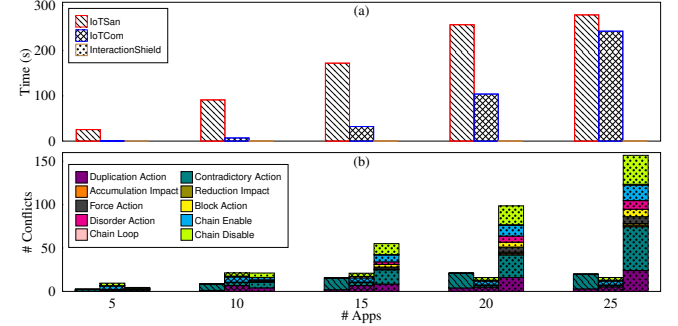 (a)
300
200
100
0
Time (s)
IoTSan
IoTCom
InteractionShield
(b)
150
100
50
0
# Conflicts
Duplication Action Contradictory Action
Accumulation Impact Reduction Impact
Force Action Block Action
Disorder Action Chain Enable
Chain Loop Chain Disable
5 10 15 20 25
# Apps